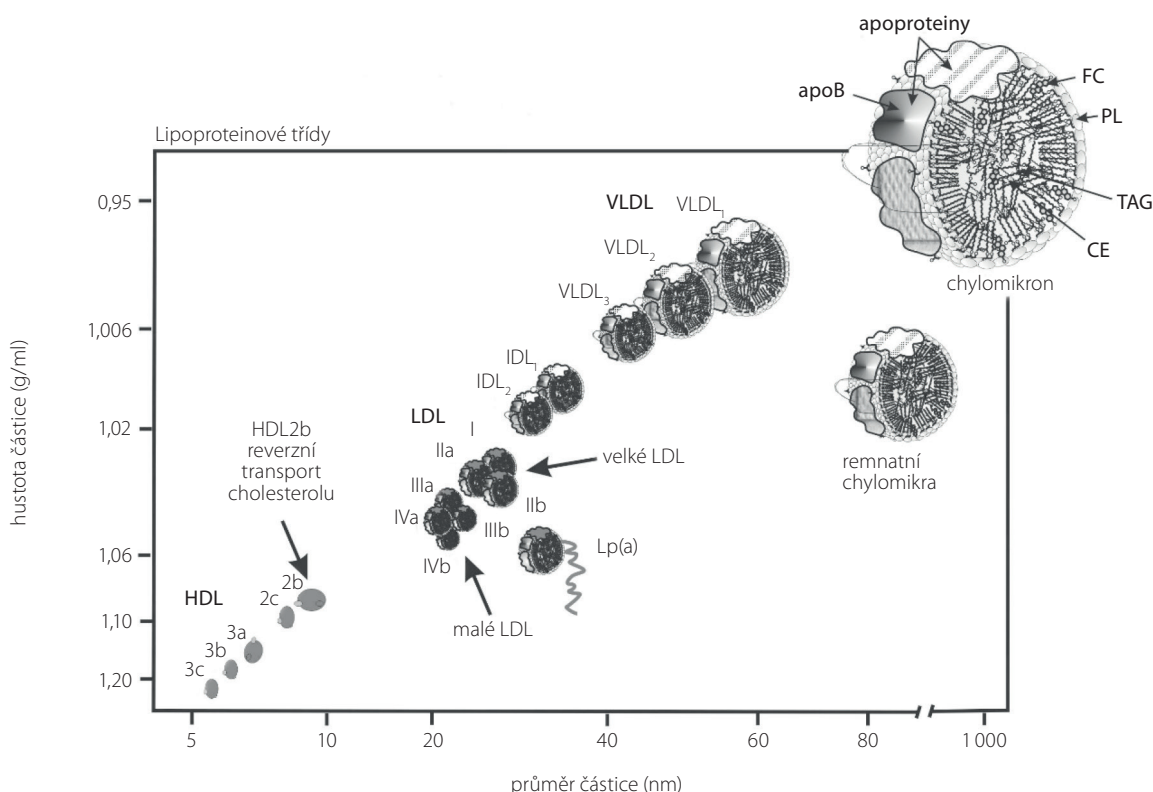 apoproteiny
apoB
FC
PL
TAG
CE
chylomikron
Lipoproteinové třídy
hustota částice (g/ml)
0,95
1,006
1,02
1,06
1,10
1,20
VLDL
VLDL1
VLDL2
VLDL3
IDL1
IDL2
LDL
I
IIa
IIb
IIIa
IIIb
IVa
IVb
velké LDL
malé LDL
Lp(a)
remnatní
chylomikra
HDL2b
reverzní
transport
cholesterolu
HDL
2b
2c
3a
3b
3c
5
10
20
40
60
80
1 000
průměr částice (nm)